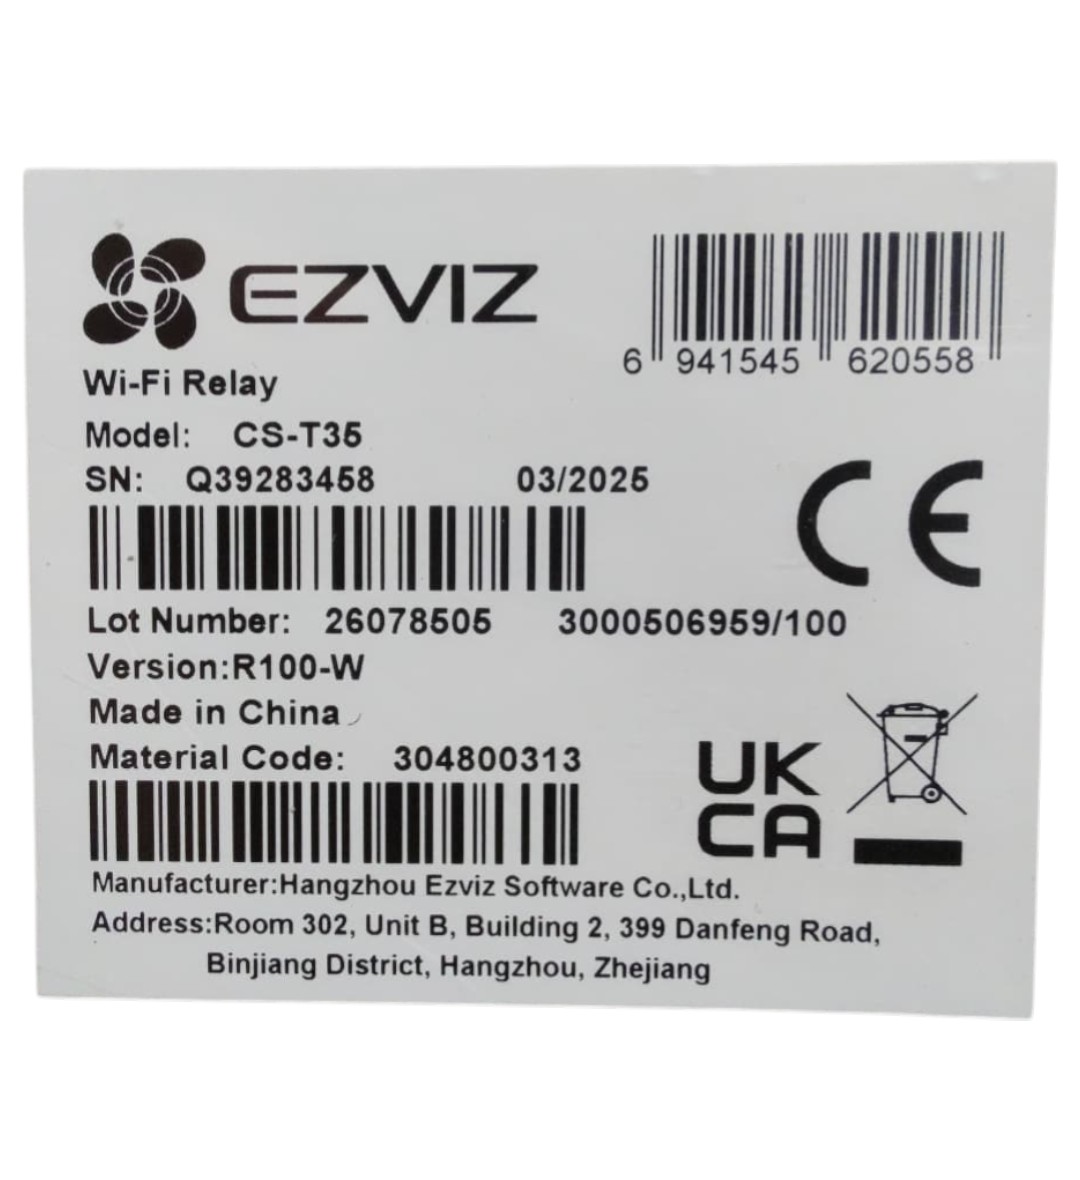 EZVIZ
6 941545 620558
Wi-Fi Relay
Model: CS-T35
SN: Q39283458 03/2025
CE
Lot Number: 26078505 3000506959/100
Version:R100-W
Made in China
Material Code: 304800313
UK
CA
Manufacturer:Hangzhou Ezviz Software Co.,Ltd.
Address:Room 302, Unit B, Building 2, 399 Danfeng Road,
Binjiang District, Hangzhou, Zhejiang